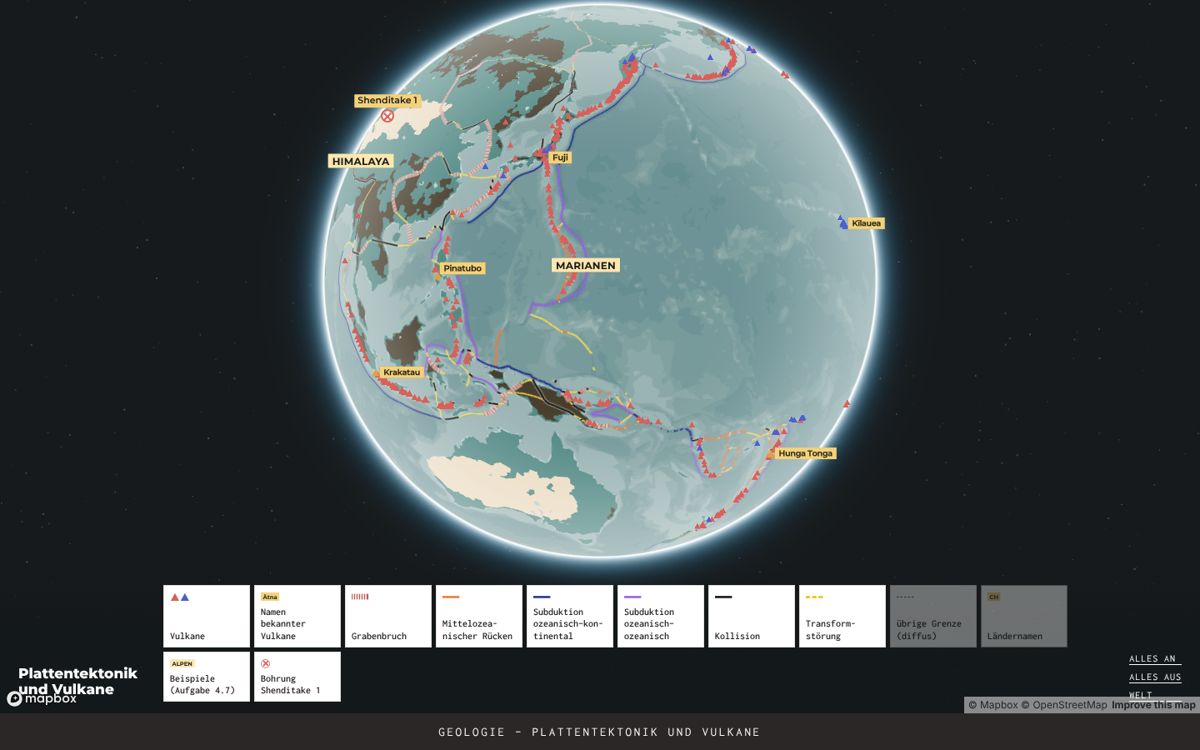 Shenditake 1
HIMALAYA
Fuji
Kīlauea
MARIANEN
Pinatubo
Krakatau
Hunga Tonga
Vulkane
Ätna
Namen
bekannter
Vulkane
Grabenbruch
Mittelozea-
nischer Rücken
Subduktion
ozeanisch-kon-
tinental
Subduktion
ozeanisch-
ozeanisch
Kollision
Transform-
störung
übrige Grenze
(diffus)
CH
Ländernamen
ALPEN
Beispiele
(Aufgabe 4.7)
Bohrung
Shenditake 1
Plattentektonik
und Vulkane
mapbox
ALLES AN
ALLES AUS
WELT
© Mapbox © OpenStreetMap Improve this map
GEOLOGIE – PLATTENTEKTONIK UND VULKANE